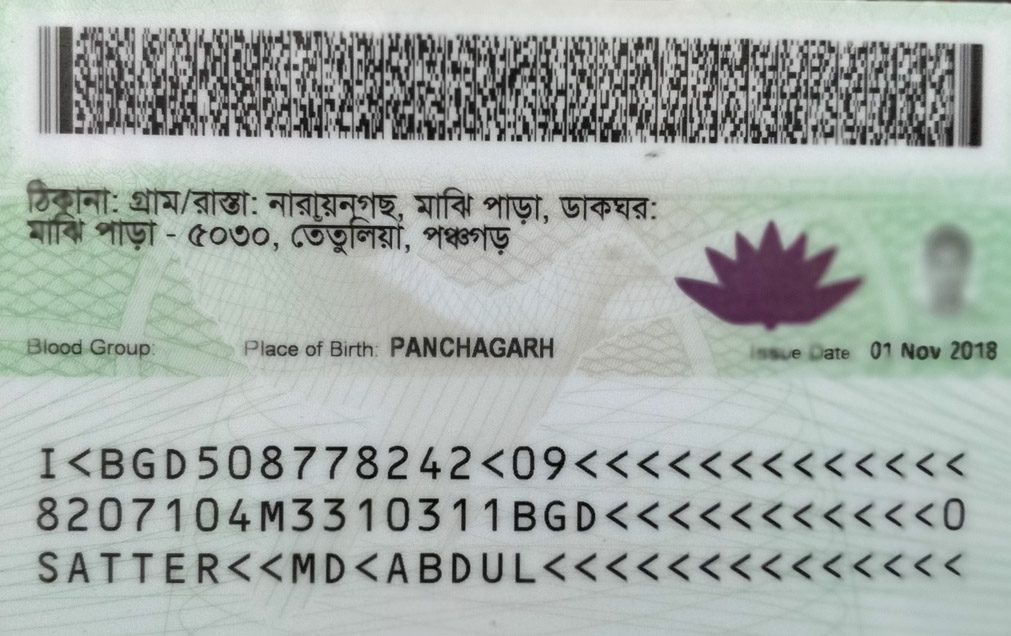 ঠিকানা: গ্রাম/রাস্তা: নারায়নগছ, মাঝি পাড়া, ডাকঘর:
মাঝি পাড়া - ৫০৩০, তেঁতুলিয়া, পঞ্চগড়
Blood Group: Place of Birth: PANCHAGARH Issue Date 01 Nov 2018
I<BGD508778242<09<<<<<<<<<<<<<
8207104M3310311BGD<<<<<<<<<<<0
SATTER<<MD<ABDUL<<<<<<<<<<<<<<